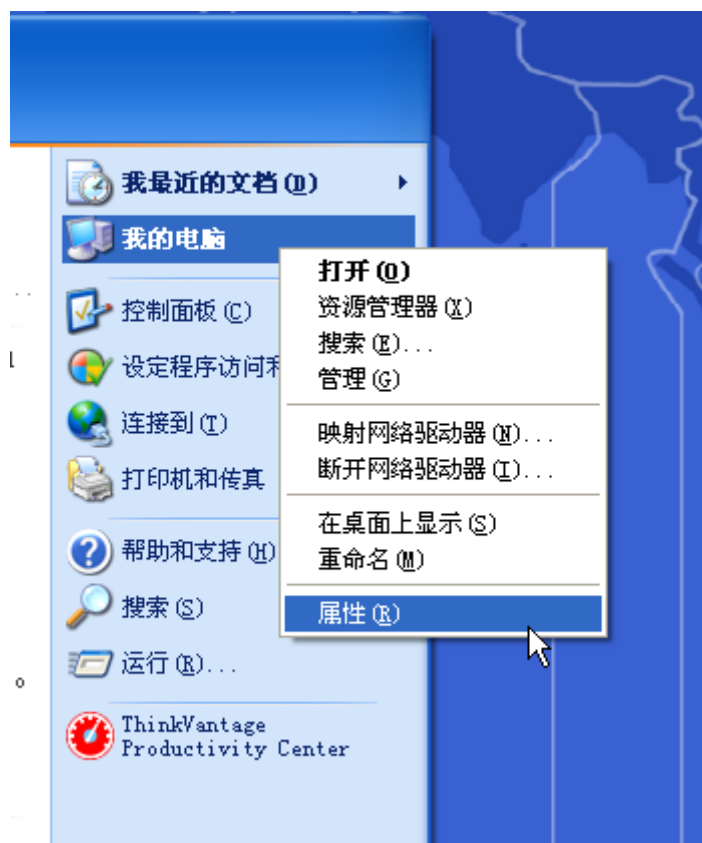 我最近的文档(D)
我的电脑
控制面板(C)
设定程序访问和
连接到(T)
打印机和传真
帮助和支持(H)
搜索(S)
运行(R)...
ThinkVantage
Productivity Center
打开(O)
资源管理器(X)
搜索(E)...
管理(G)
映射网络驱动器(N)...
断开网络驱动器(I)...
在桌面上显示(S)
重命名(M)
属性(R)